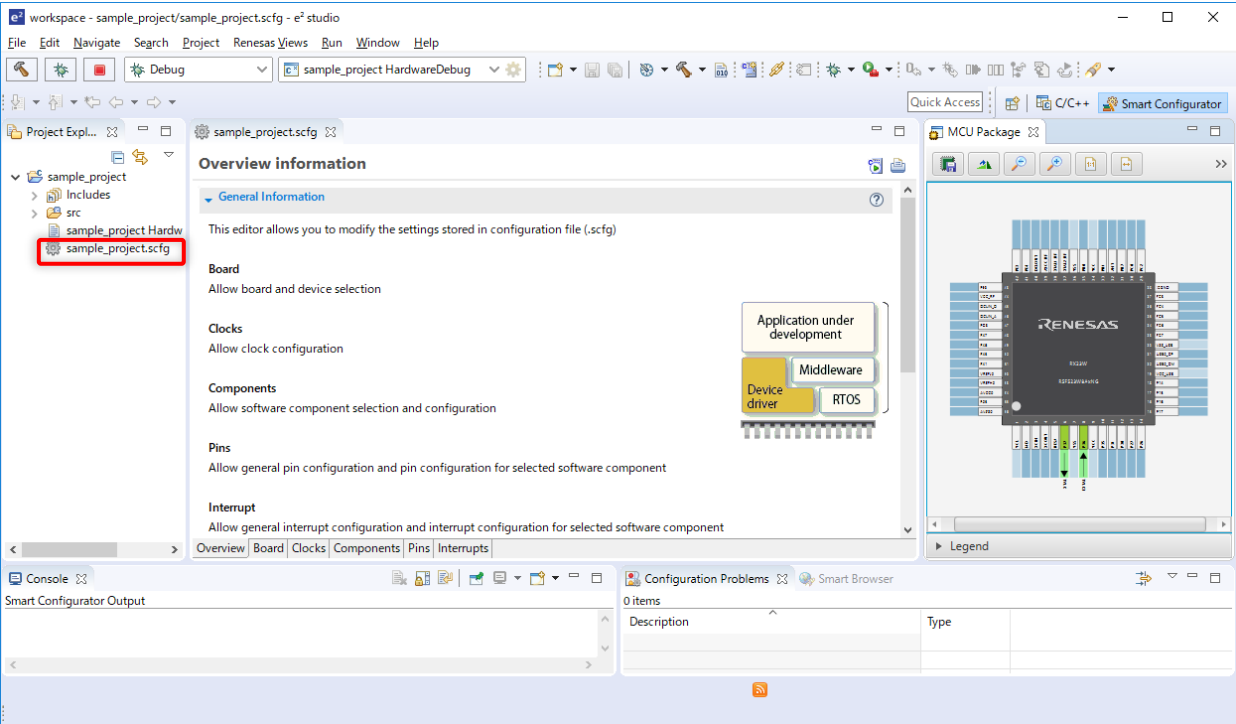 workspace - sample_project/sample_project.scfg - e² studio
File Edit Navigate Search Project Renesas Views Run Window Help
Debug
sample_project HardwareDebug
Quick Access
C/C++
Smart Configurator
Project Expl...
sample_project
Includes
src
sample_project Hardw
sample_project.scfg
sample_project.scfg
Overview information
General Information
This editor allows you to modify the settings stored in configuration file (.scfg)
Board
Allow board and device selection
Clocks
Allow clock configuration
Components
Allow software component selection and configuration
Pins
Allow general pin configuration and pin configuration for selected software component
Interrupt
Allow general interrupt configuration and interrupt configuration for selected software component
Application under
development
Middleware
Device
driver
RTOS
Overview Board Clocks Components Pins Interrupts
MCU Package
RENESAS
Legend
Console
Smart Configurator Output
Configuration Problems
Smart Browser
0 items
Description
Type